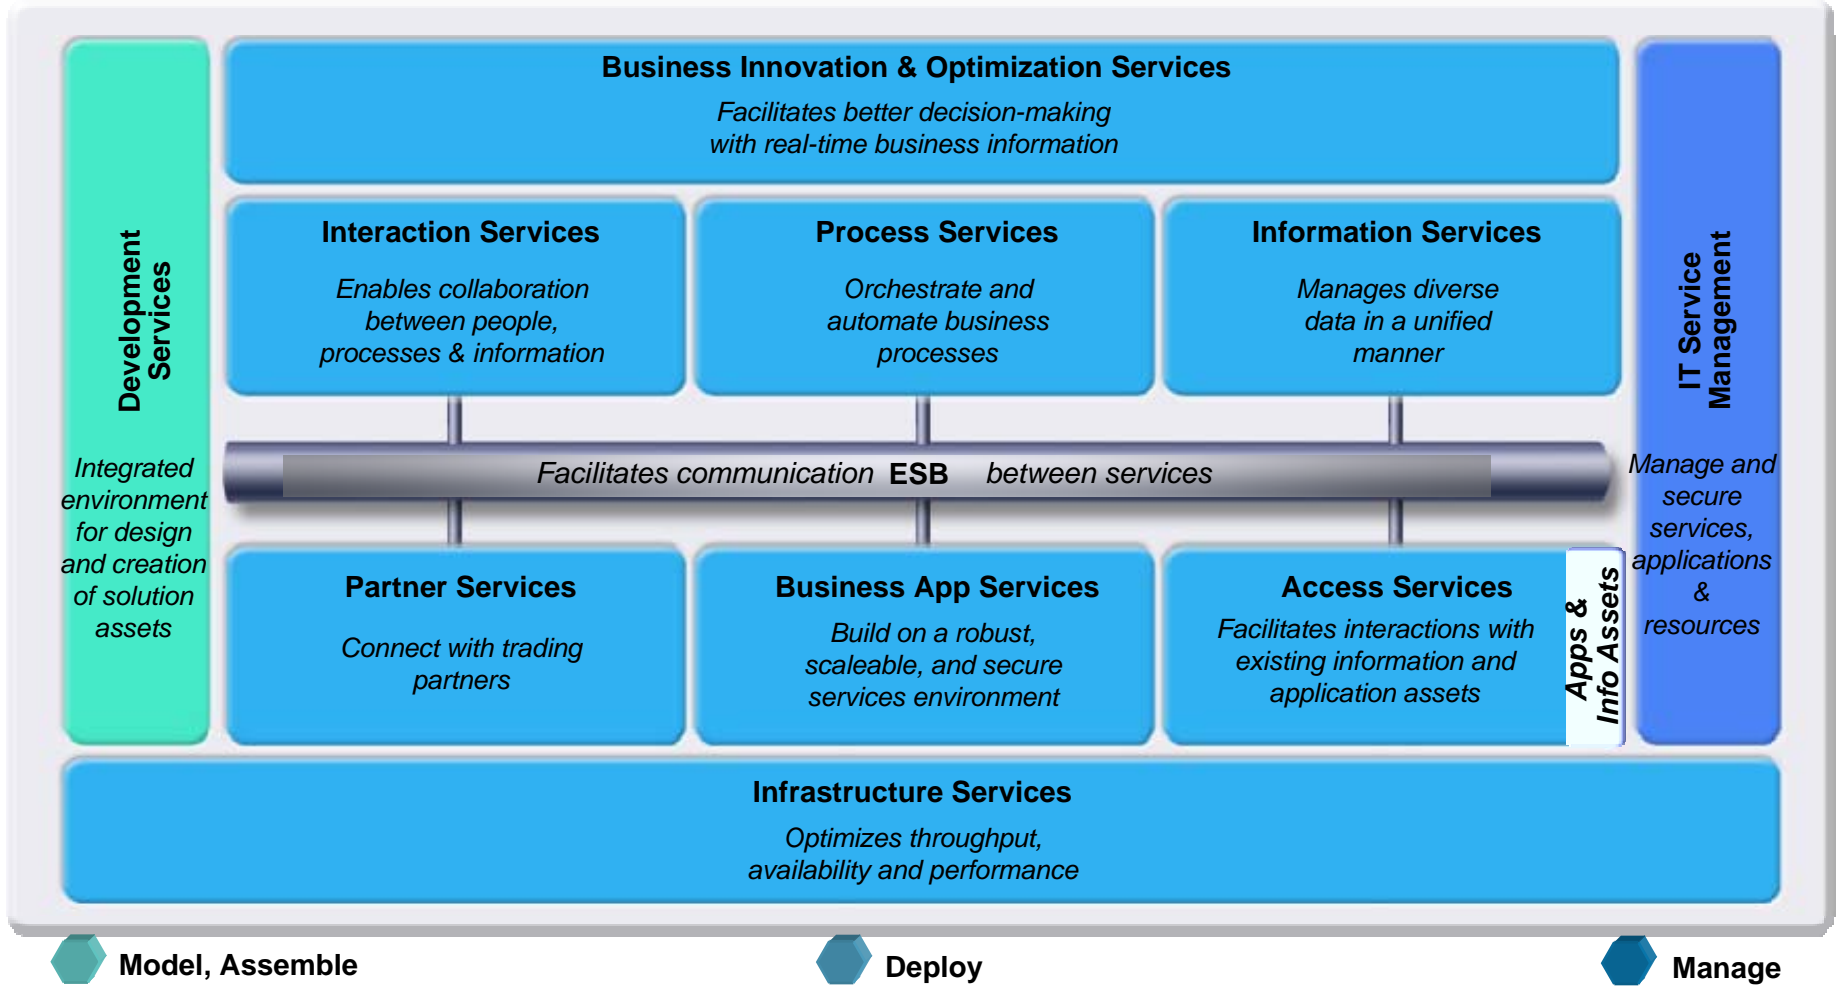 Business Innovation & Optimization Services
Facilitates better decision-making
with real-time business information
Development
Services
Integrated
environment
for design
and creation
of solution
assets
Interaction Services
Enables collaboration
between people,
processes & information
Process Services
Orchestrate and
automate business
processes
Information Services
Manages diverse
data in a unified
manner
IT Service
Management
Manage and
secure
services,
applications
&
resources
Facilitates communication ESB between services
Partner Services
Connect with trading
partners
Business App Services
Build on a robust,
scaleable, and secure
services environment
Access Services
Facilitates interactions with
existing information and
application assets
Apps &
Info Assets
Infrastructure Services
Optimizes throughput,
availability and performance
Model, Assemble
Deploy
Manage